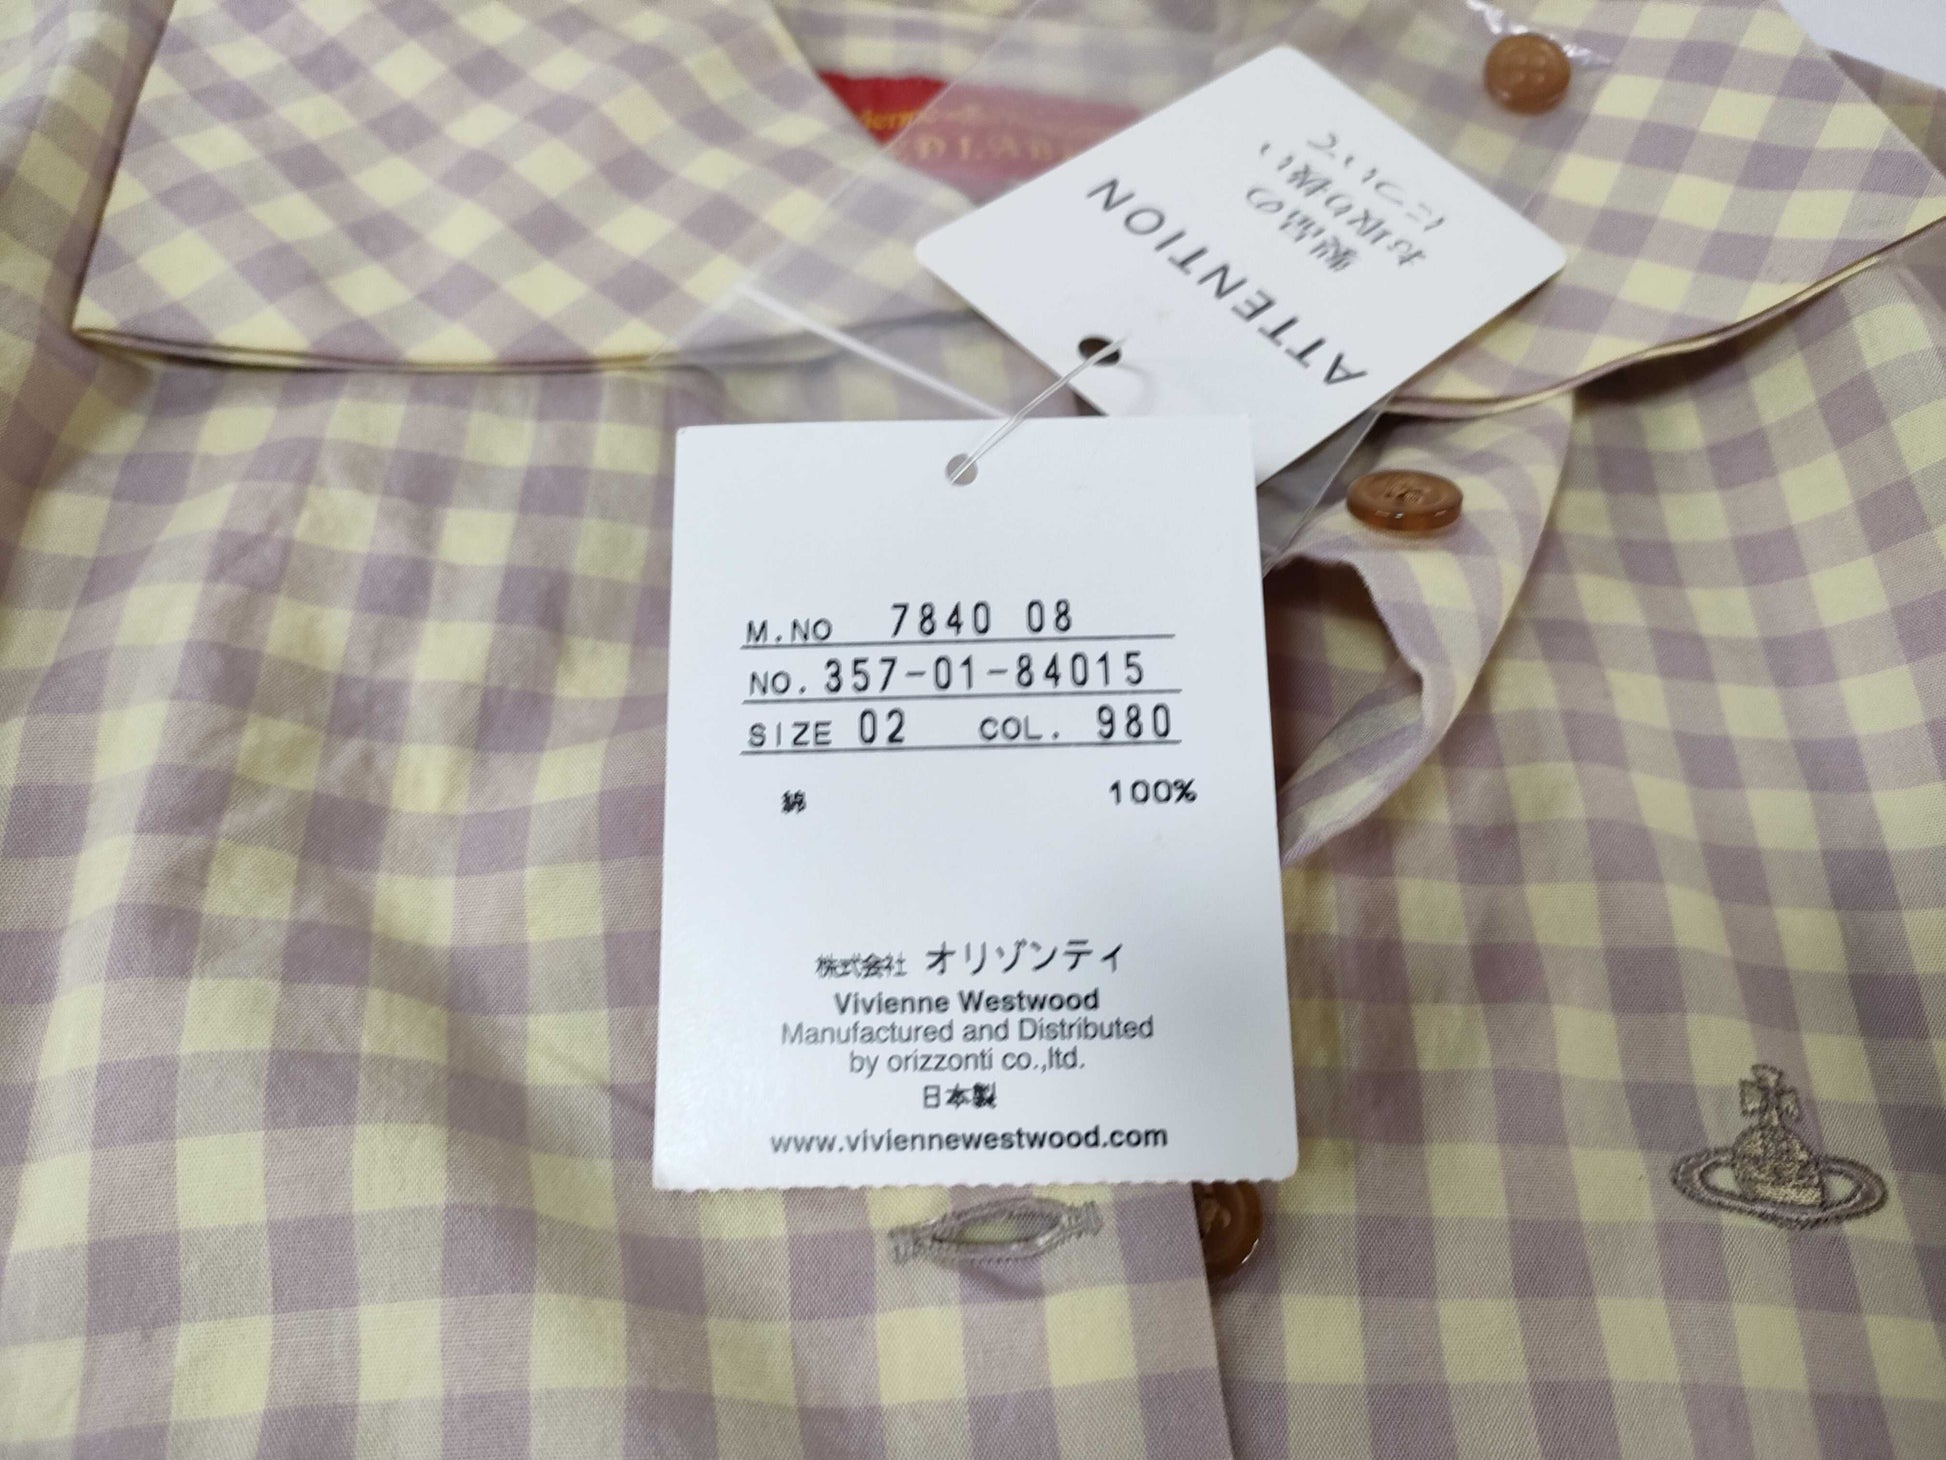 RED LABEL
ATTENTION
製品の
お取り扱い
について
M.NO 7840 08
NO. 357-01-84015
SIZE 02 COL. 980
綿 100%
株式会社 オリゾンティ
Vivienne Westwood
Manufactured and Distributed
by orizzonti co.,ltd.
日本製
www.viviennewestwood.com